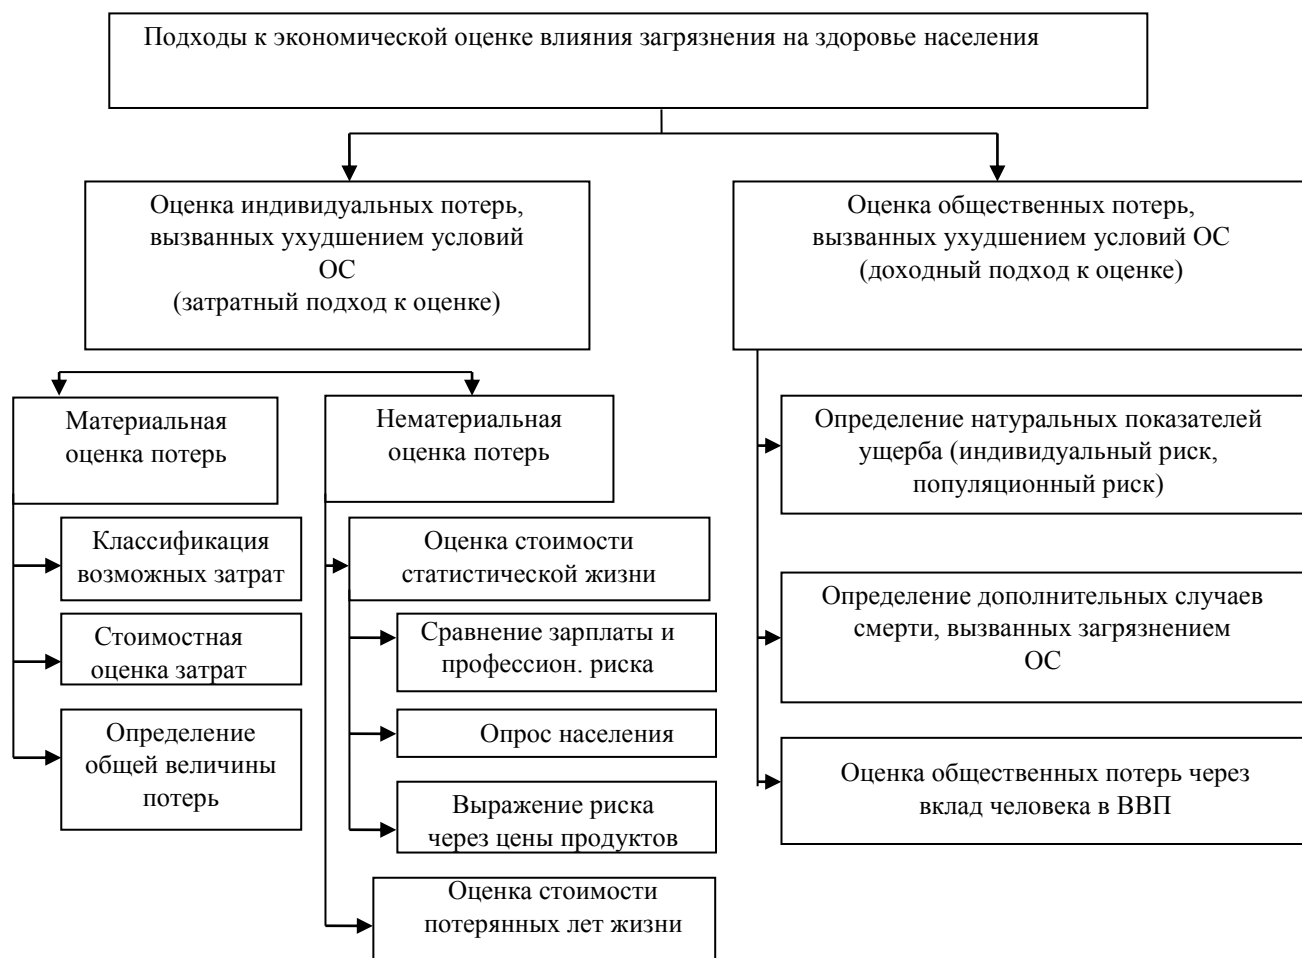 Подходы к экономической оценке влияния загрязнения на здоровье населения
Оценка индивидуальных потерь,
вызванных ухудшением условий
ОС
(затратный подход к оценке)
Оценка общественных потерь,
вызванных ухудшением условий ОС
(доходный подход к оценке)
Материальная
оценка потерь
Нематериальная
оценка потерь
Классификация
возможных затрат
Стоимостная
оценка затрат
Определение
общей величины
потерь
Оценка стоимости
статистической жизни
Сравнение зарплаты и
профессион. риска
Опрос населения
Выражение риска
через цены продуктов
Оценка стоимости
потерянных лет жизни
Определение натуральных показателей
ущерба (индивидуальный риск,
популяционный риск)
Определение дополнительных случаев
смерти, вызванных загрязнением
ОС
Оценка общественных потерь через
вклад человека в ВВП